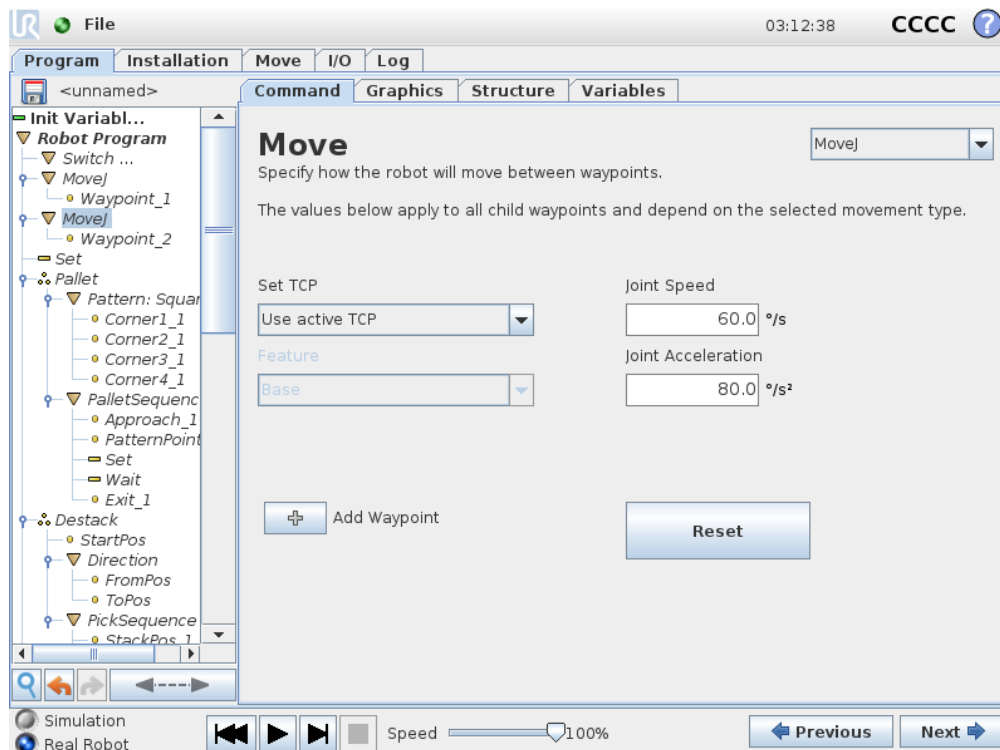 UR File 03:12:38 CCCC ?
Program Installation Move I/O Log
<unnamed> Command Graphics Structure Variables
Init Variabl...
Robot Program
Switch ...
MoveJ
Waypoint_1
MoveJ
Waypoint_2
Set
Pallet
Pattern: Squar
Corner1_1
Corner2_1
Corner3_1
Corner4_1
PalletSequenc
Approach_1
PatternPoint
Set
Wait
Exit_1
Destack
StartPos
Direction
FromPos
ToPos
PickSequence
StackPos_1
Move MoveJ
Specify how the robot will move between waypoints.
The values below apply to all child waypoints and depend on the selected movement type.
Set TCP Joint Speed
Use active TCP 60.0 °/s
Feature Joint Acceleration
Base 80.0 °/s²
Add Waypoint Reset
Simulation
Real Robot
Speed 100% Previous Next